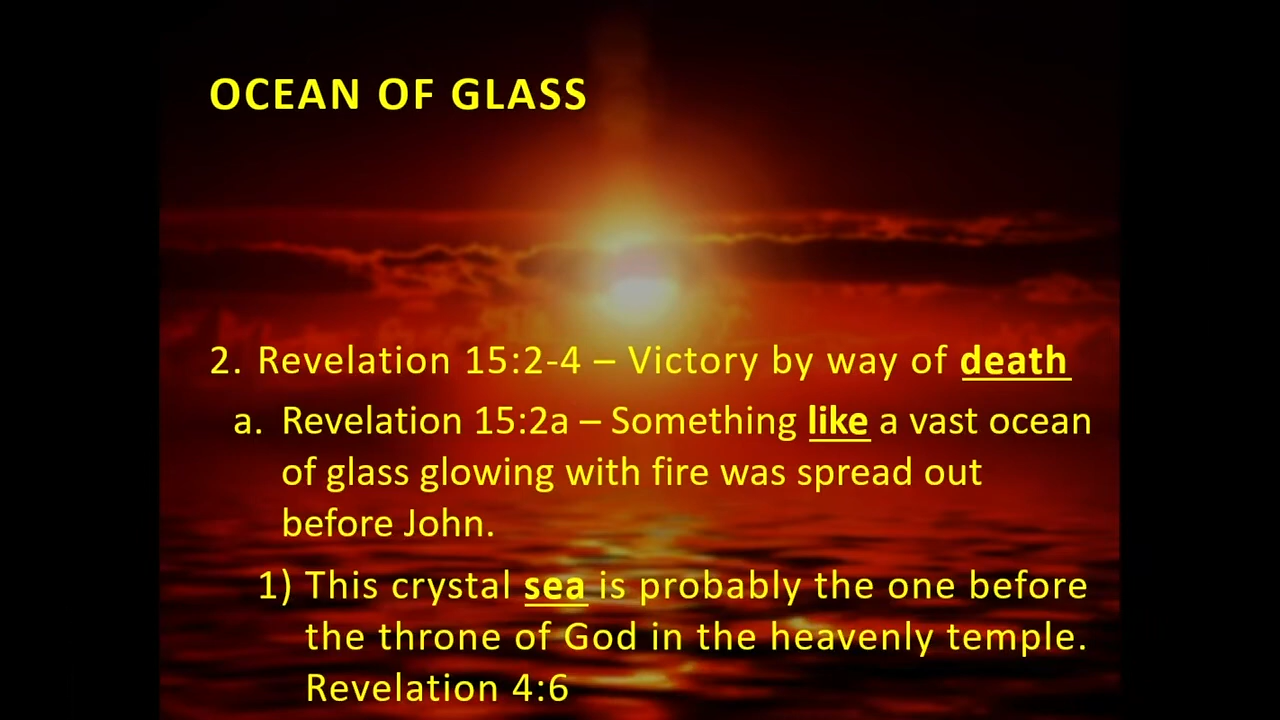 OCEAN OF GLASS
2. Revelation 15:2-4 – Victory by way of death
a. Revelation 15:2a – Something like a vast ocean
of glass glowing with fire was spread out
before John.
1) This crystal sea is probably the one before
the throne of God in the heavenly temple.
Revelation 4:6